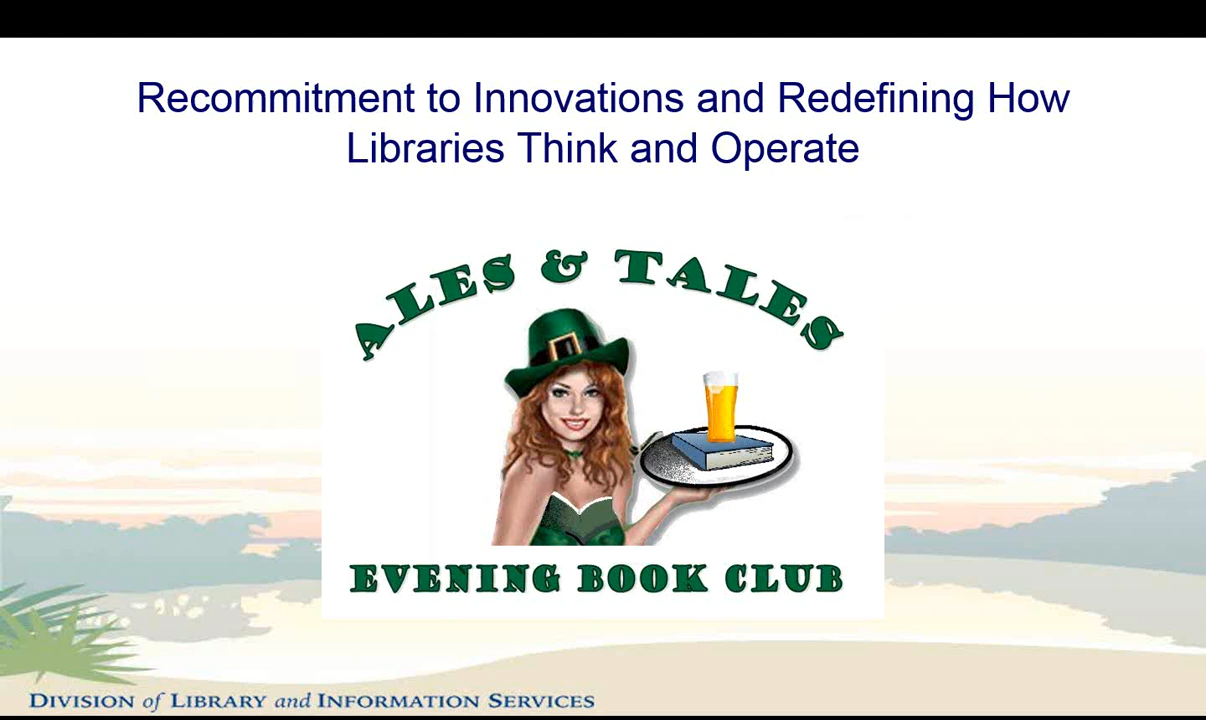 Recommitment to Innovations and Redefining How
Libraries Think and Operate
ALES & TALES
EVENING BOOK CLUB
DIVISION of LIBRARY and INFORMATION SERVICES